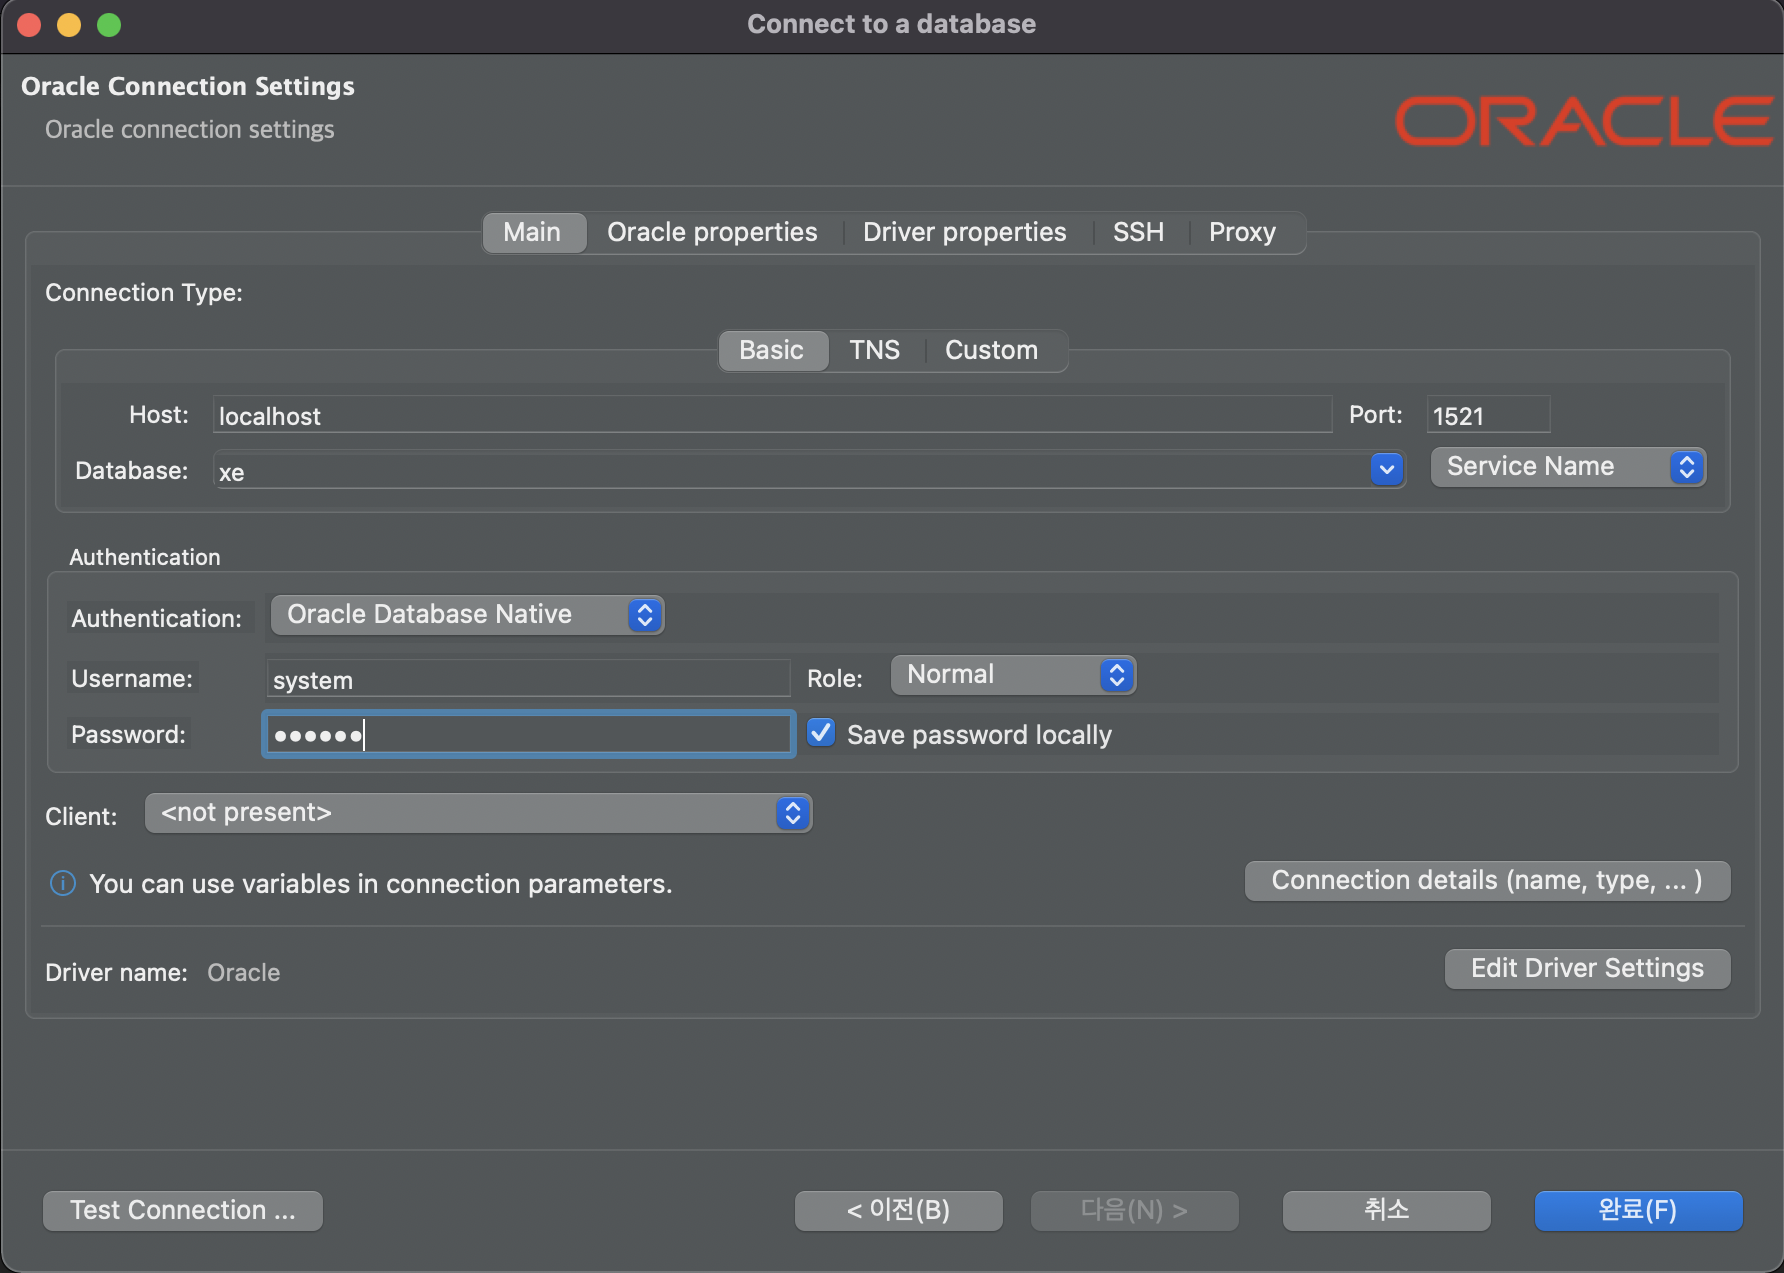 Connect to a database
Oracle Connection Settings
Oracle connection settings
ORACLE
Main Oracle properties Driver properties SSH Proxy
Connection Type:
Basic TNS Custom
Host: localhost Port: 1521
Database: xe Service Name
Authentication
Authentication: Oracle Database Native
Username: system Role: Normal
Password: •••••• Save password locally
Client: <not present>
You can use variables in connection parameters. Connection details (name, type, ... )
Driver name: Oracle Edit Driver Settings
Test Connection ... < 이전(B) 다음(N) > 취소 완료(F)